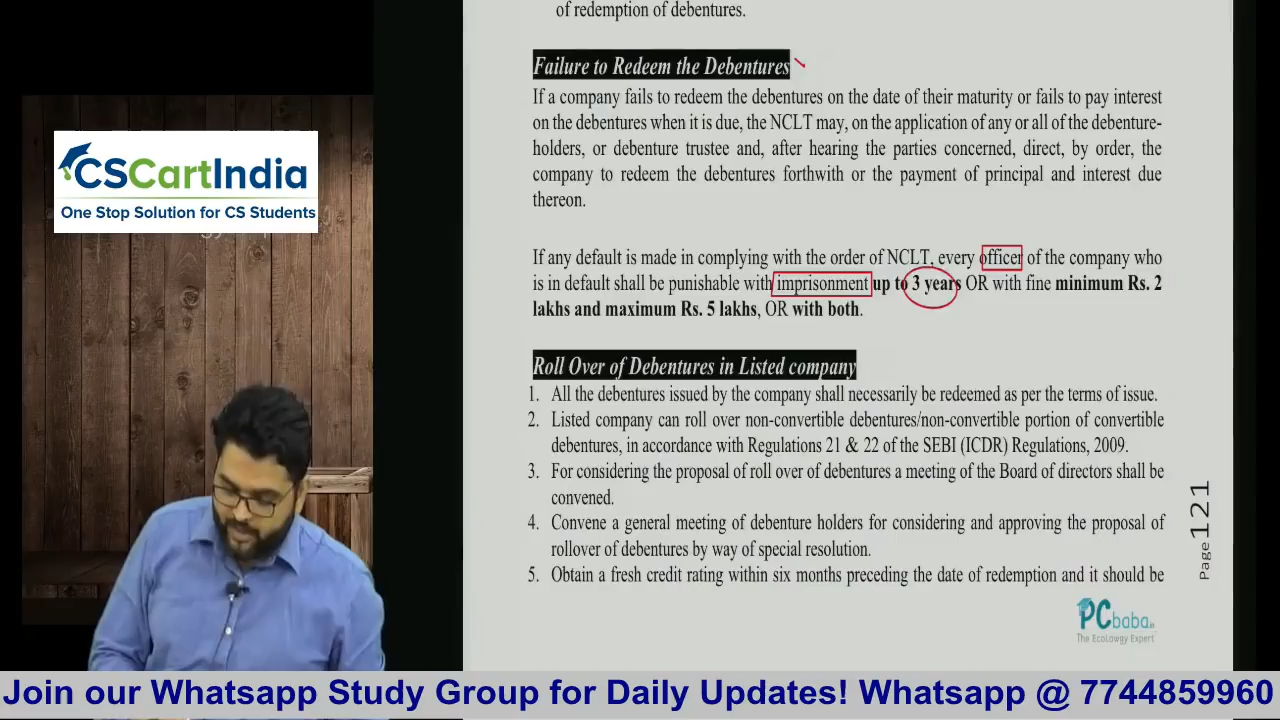 of redemption of debentures.
Failure to Redeem the Debentures
If a company fails to redeem the debentures on the date of their maturity or fails to pay interest
on the debentures when it is due, the NCLT may, on the application of any or all of the debenture-
holders, or debenture trustee and, after hearing the parties concerned, direct, by order, the
company to redeem the debentures forthwith or the payment of principal and interest due
thereon.
If any default is made in complying with the order of NCLT, every officer of the company who
is in default shall be punishable with imprisonment up to 3 years OR with fine minimum Rs. 2
lakhs and maximum Rs. 5 lakhs, OR with both.
Roll Over of Debentures in Listed company
1. All the debentures issued by the company shall necessarily be redeemed as per the terms of issue.
2. Listed company can roll over non-convertible debentures/non-convertible portion of convertible
debentures, in accordance with Regulations 21 & 22 of the SEBI (ICDR) Regulations, 2009.
3. For considering the proposal of roll over of debentures a meeting of the Board of directors shall be
convened.
4. Convene a general meeting of debenture holders for considering and approving the proposal of
rollover of debentures by way of special resolution.
5. Obtain a fresh credit rating within six months preceding the date of redemption and it should be
Page 121
PCbaba.in
The EcoLawgy Expert
CSCartIndia
One Stop Solution for CS Students
Join our Whatsapp Study Group for Daily Updates! Whatsapp @ 7744859960